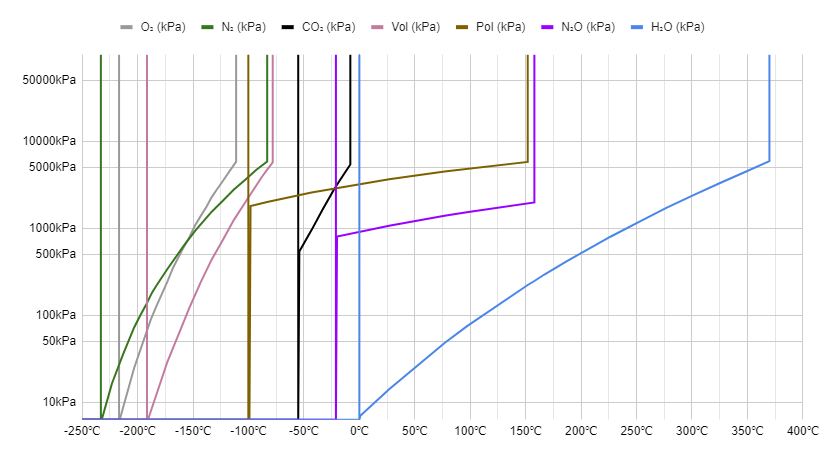 O₂ (kPa) N₂ (kPa) CO₂ (kPa) Vol (kPa) Pol (kPa) N₂O (kPa) H₂O (kPa)
50000kPa
10000kPa
5000kPa
1000kPa
500kPa
100kPa
50kPa
10kPa
-250℃ -200℃ -150℃ -100℃ -50℃ 0℃ 50℃ 100℃ 150℃ 200℃ 250℃ 300℃ 350℃ 400℃